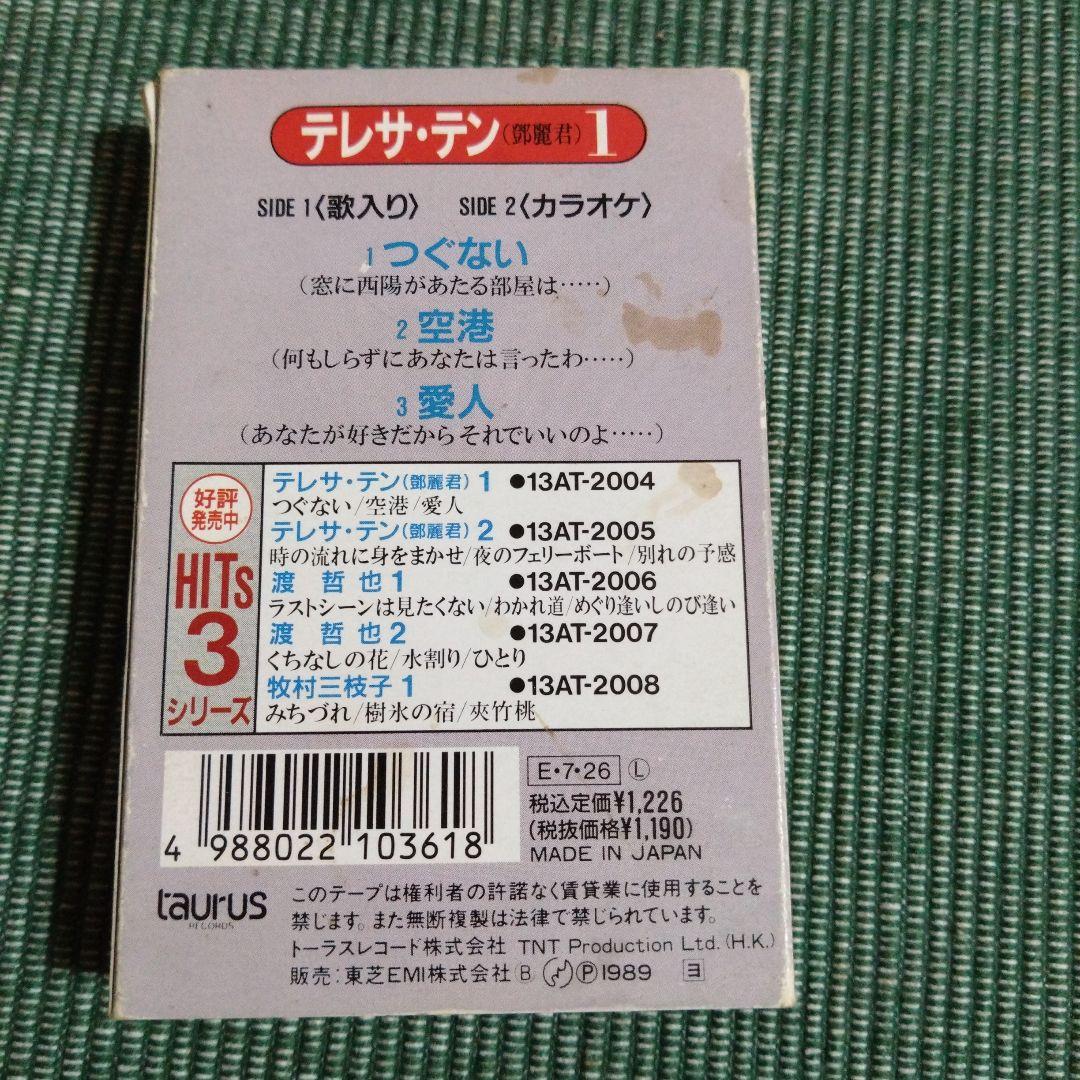 テレサ・テン(鄧麗君)1
SIDE 1〈歌入り〉 SIDE 2〈カラオケ〉
1 つぐない
(窓に西陽があたる部屋は‥‥‥)
2 空港
(何もしらずにあなたは言ったわ‥‥‥)
3 愛人
(あなたが好きだからそれでいいのよ‥‥‥)
好評
発売中
HITs
3
シリーズ
テレサ・テン(鄧麗君) 1 ●13AT-2004
つぐない/空港/愛人
テレサ・テン(鄧麗君) 2 ●13AT-2005
時の流れに身をまかせ/夜のフェリーボート/別れの予感
渡 哲也1 ●13AT-2006
ラストシーンは見たくない/わかれ道/めぐり逢いしのび逢い
渡 哲也2 ●13AT-2007
くちなしの花/水割り/ひとり
牧村三枝子 1 ●13AT-2008
みちづれ/樹氷の宿/夾竹桃
E・7・26 Ⓛ
税込定価¥1,226
(税抜価格¥1,190)
MADE IN JAPAN
4 988022 103618
taurus
RECORDS
このテープは権利者の許諾なく賃貸業に使用することを
禁じます。また無断複製は法律で禁じられています。
トーラスレコード株式会社 TNT Production Ltd.(H.K.)
販売:東芝EMI株式会社 Ⓑ Ⓟ1989 ヨ